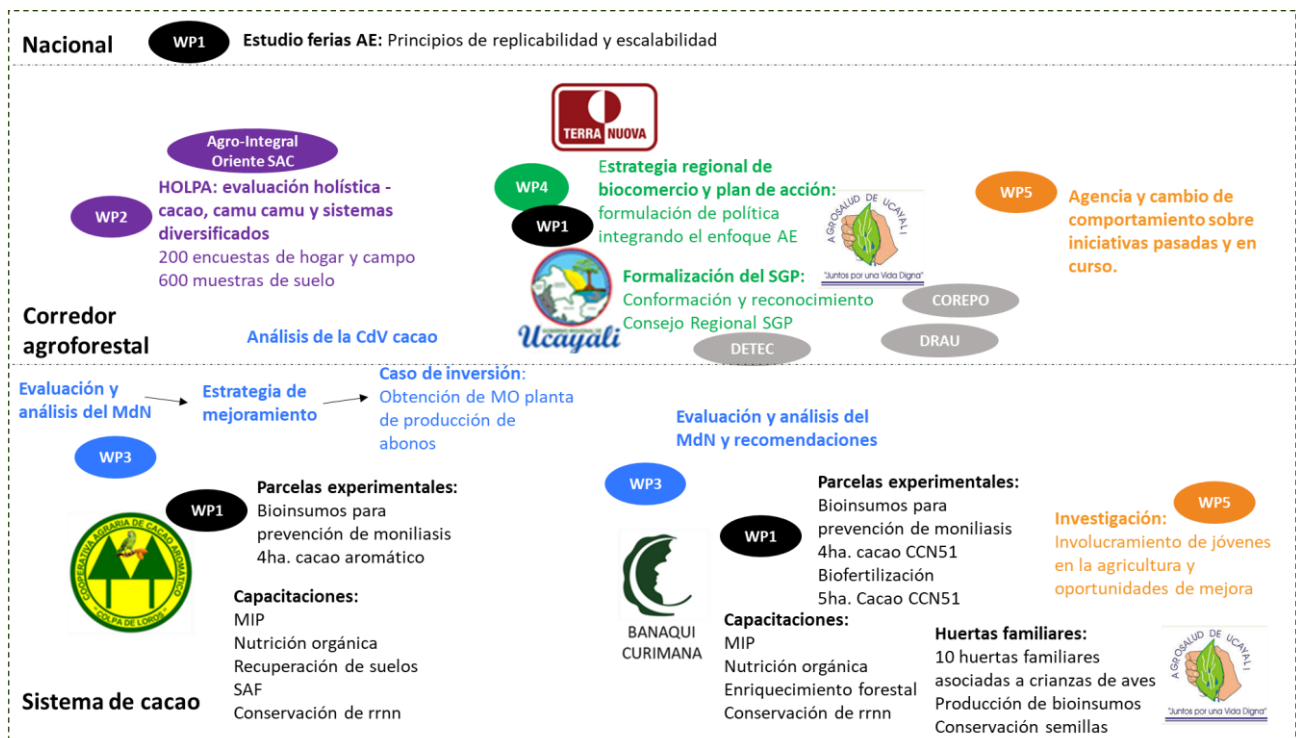 Nacional
WP1
Estudio ferias AE: Principios de replicabilidad y escalabilidad
TERRA NUOVA
Agro-Integral
Oriente SAC
WP2
HOLPA: evaluación holística -
cacao, camu camu y sistemas
diversificados
200 encuestas de hogar y campo
600 muestras de suelo
WP4
WP1
Estrategia regional de
biocomercio y plan de acción:
formulación de política
integrando el enfoque AE
AGROSALUD DE UCAYALI
"Juntos por una Vida Digna"
WP5
Agencia y cambio de
comportamiento sobre
iniciativas pasadas y en
curso.
Ucayali
Formalización del SGP:
Conformación y reconocimiento
Consejo Regional SGP
COREPO
DRAU
DETEC
Corredor
agroforestal
Análisis de la CdV cacao
Evaluación y
análisis del MdN
Estrategia de
mejoramiento
Caso de inversión:
Obtención de MO planta
de producción de
abonos
WP3
WP1
COOPERATIVA AGRARIA DE CACAO AROMÁTICO
"COLPA DE LOROS"
Parcelas experimentales:
Bioinsumos para
prevención de moniliasis
4ha. cacao aromático
Capacitaciones:
MIP
Nutrición orgánica
Recuperación de suelos
SAF
Conservación de rrnn
Evaluación y análisis del
MdN y recomendaciones
WP3
WP1
BANAQUI
CURIMANA
Parcelas experimentales:
Bioinsumos para
prevención de moniliasis
4ha. cacao CCN51
Biofertilización
5ha. Cacao CCN51
Capacitaciones:
MIP
Nutrición orgánica
Enriquecimiento forestal
Conservación de rrnn
WP5
Investigación:
Involucramiento de jóvenes
en la agricultura y
oportunidades de mejora
Huertas familiares:
10 huertas familiares
asociadas a crianzas de aves
Producción de bioinsumos
Conservación semillas
AGROSALUD DE UCAYALI
"Juntos por una Vida Digna"
Sistema de cacao